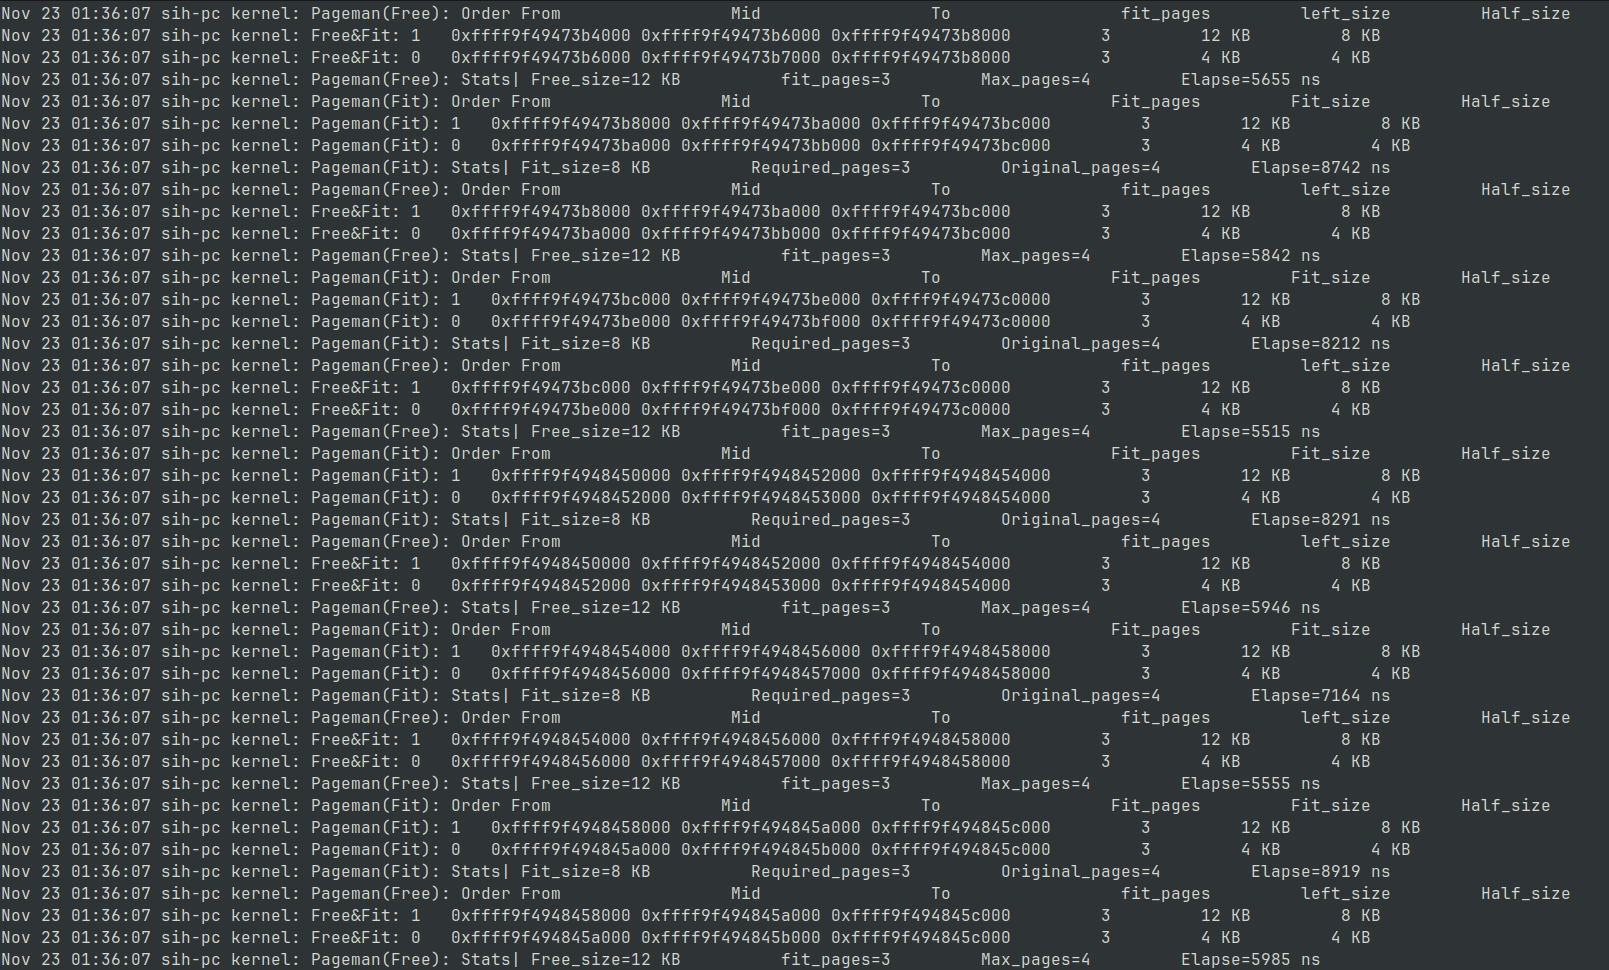 Nov 23 01:36:07 sih-pc kernel: Pageman(Free): Order From                 Mid                 To                 fit_pages         left_size         Half_size
Nov 23 01:36:07 sih-pc kernel: Free&Fit: 1   0xffff9f49473b4000 0xffff9f49473b6000 0xffff9f49473b8000         3         12 KB         8 KB
Nov 23 01:36:07 sih-pc kernel: Free&Fit: 0   0xffff9f49473b6000 0xffff9f49473b7000 0xffff9f49473b8000         3         4 KB         4 KB
Nov 23 01:36:07 sih-pc kernel: Pageman(Free): Stats| Free_size=12 KB          fit_pages=3         Max_pages=4         Elapse=5655 ns
Nov 23 01:36:07 sih-pc kernel: Pageman(Fit): Order From                 Mid                 To                 Fit_pages         Fit_size         Half_size
Nov 23 01:36:07 sih-pc kernel: Pageman(Fit): 1   0xffff9f49473b8000 0xffff9f49473ba000 0xffff9f49473bc000         3         12 KB         8 KB
Nov 23 01:36:07 sih-pc kernel: Pageman(Fit): 0   0xffff9f49473ba000 0xffff9f49473bb000 0xffff9f49473bc000         3         4 KB         4 KB
Nov 23 01:36:07 sih-pc kernel: Pageman(Fit): Stats| Fit_size=8 KB          Required_pages=3         Original_pages=4         Elapse=8742 ns
Nov 23 01:36:07 sih-pc kernel: Pageman(Free): Order From                 Mid                 To                 fit_pages         left_size         Half_size
Nov 23 01:36:07 sih-pc kernel: Free&Fit: 1   0xffff9f49473b8000 0xffff9f49473ba000 0xffff9f49473bc000         3         12 KB         8 KB
Nov 23 01:36:07 sih-pc kernel: Free&Fit: 0   0xffff9f49473ba000 0xffff9f49473bb000 0xffff9f49473bc000         3         4 KB         4 KB
Nov 23 01:36:07 sih-pc kernel: Pageman(Free): Stats| Free_size=12 KB          fit_pages=3         Max_pages=4         Elapse=5842 ns
Nov 23 01:36:07 sih-pc kernel: Pageman(Fit): Order From                 Mid                 To                 Fit_pages         Fit_size         Half_size
Nov 23 01:36:07 sih-pc kernel: Pageman(Fit): 1   0xffff9f49473bc000 0xffff9f49473be000 0xffff9f49473c0000         3         12 KB         8 KB
Nov 23 01:36:07 sih-pc kernel: Pageman(Fit): 0   0xffff9f49473be000 0xffff9f49473bf000 0xffff9f49473c0000         3         4 KB         4 KB
Nov 23 01:36:07 sih-pc kernel: Pageman(Fit): Stats| Fit_size=8 KB          Required_pages=3         Original_pages=4         Elapse=8212 ns
Nov 23 01:36:07 sih-pc kernel: Pageman(Free): Order From                 Mid                 To                 fit_pages         left_size         Half_size
Nov 23 01:36:07 sih-pc kernel: Free&Fit: 1   0xffff9f49473bc000 0xffff9f49473be000 0xffff9f49473c0000         3         12 KB         8 KB
Nov 23 01:36:07 sih-pc kernel: Free&Fit: 0   0xffff9f49473be000 0xffff9f49473bf000 0xffff9f49473c0000         3         4 KB         4 KB
Nov 23 01:36:07 sih-pc kernel: Pageman(Free): Stats| Free_size=12 KB          fit_pages=3         Max_pages=4         Elapse=5515 ns
Nov 23 01:36:07 sih-pc kernel: Pageman(Fit): Order From                 Mid                 To                 Fit_pages         Fit_size         Half_size
Nov 23 01:36:07 sih-pc kernel: Pageman(Fit): 1   0xffff9f4948450000 0xffff9f4948452000 0xffff9f4948454000         3         12 KB         8 KB
Nov 23 01:36:07 sih-pc kernel: Pageman(Fit): 0   0xffff9f4948452000 0xffff9f4948453000 0xffff9f4948454000         3         4 KB         4 KB
Nov 23 01:36:07 sih-pc kernel: Pageman(Fit): Stats| Fit_size=8 KB          Required_pages=3         Original_pages=4         Elapse=8291 ns
Nov 23 01:36:07 sih-pc kernel: Pageman(Free): Order From                 Mid                 To                 fit_pages         left_size         Half_size
Nov 23 01:36:07 sih-pc kernel: Free&Fit: 1   0xffff9f4948450000 0xffff9f4948452000 0xffff9f4948454000         3         12 KB         8 KB
Nov 23 01:36:07 sih-pc kernel: Free&Fit: 0   0xffff9f4948452000 0xffff9f4948453000 0xffff9f4948454000         3         4 KB         4 KB
Nov 23 01:36:07 sih-pc kernel: Pageman(Free): Stats| Free_size=12 KB          fit_pages=3         Max_pages=4         Elapse=5946 ns
Nov 23 01:36:07 sih-pc kernel: Pageman(Fit): Order From                 Mid                 To                 Fit_pages         Fit_size         Half_size
Nov 23 01:36:07 sih-pc kernel: Pageman(Fit): 1   0xffff9f4948454000 0xffff9f4948456000 0xffff9f4948458000         3         12 KB         8 KB
Nov 23 01:36:07 sih-pc kernel: Pageman(Fit): 0   0xffff9f4948456000 0xffff9f4948457000 0xffff9f4948458000         3         4 KB         4 KB
Nov 23 01:36:07 sih-pc kernel: Pageman(Fit): Stats| Fit_size=8 KB          Required_pages=3         Original_pages=4         Elapse=7164 ns
Nov 23 01:36:07 sih-pc kernel: Pageman(Free): Order From                 Mid                 To                 fit_pages         left_size         Half_size
Nov 23 01:36:07 sih-pc kernel: Free&Fit: 1   0xffff9f4948454000 0xffff9f4948456000 0xffff9f4948458000         3         12 KB         8 KB
Nov 23 01:36:07 sih-pc kernel: Free&Fit: 0   0xffff9f4948456000 0xffff9f4948457000 0xffff9f4948458000         3         4 KB         4 KB
Nov 23 01:36:07 sih-pc kernel: Pageman(Free): Stats| Free_size=12 KB          fit_pages=3         Max_pages=4         Elapse=5555 ns
Nov 23 01:36:07 sih-pc kernel: Pageman(Fit): Order From                 Mid                 To                 Fit_pages         Fit_size         Half_size
Nov 23 01:36:07 sih-pc kernel: Pageman(Fit): 1   0xffff9f4948458000 0xffff9f494845a000 0xffff9f494845c000         3         12 KB         8 KB
Nov 23 01:36:07 sih-pc kernel: Pageman(Fit): 0   0xffff9f494845a000 0xffff9f494845b000 0xffff9f494845c000         3         4 KB         4 KB
Nov 23 01:36:07 sih-pc kernel: Pageman(Fit): Stats| Fit_size=8 KB          Required_pages=3         Original_pages=4         Elapse=8919 ns
Nov 23 01:36:07 sih-pc kernel: Pageman(Free): Order From                 Mid                 To                 fit_pages         left_size         Half_size
Nov 23 01:36:07 sih-pc kernel: Free&Fit: 1   0xffff9f4948458000 0xffff9f494845a000 0xffff9f494845c000         3         12 KB         8 KB
Nov 23 01:36:07 sih-pc kernel: Free&Fit: 0   0xffff9f494845a000 0xffff9f494845b000 0xffff9f494845c000         3         4 KB         4 KB
Nov 23 01:36:07 sih-pc kernel: Pageman(Free): Stats| Free_size=12 KB          fit_pages=3         Max_pages=4         Elapse=5985 ns